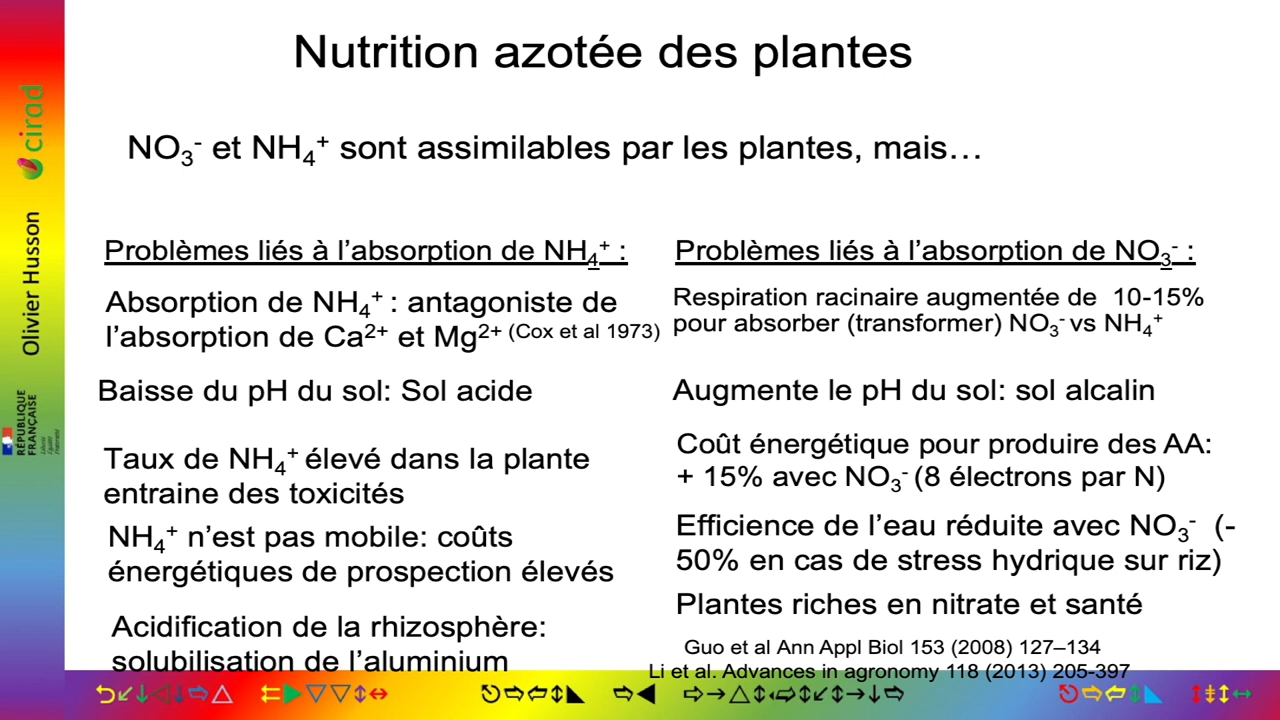 Nutrition azotée des plantes
NO₃⁻ et NH₄⁺ sont assimilables par les plantes, mais…
Problèmes liés à l’absorption de NH₄⁺ :
Absorption de NH₄⁺ : antagoniste de
l’absorption de Ca²⁺ et Mg²⁺ (Cox et al 1973)
Baisse du pH du sol: Sol acide
Taux de NH₄⁺ élevé dans la plante
entraine des toxicités
NH₄⁺ n’est pas mobile: coûts
énergétiques de prospection élevés
Acidification de la rhizosphère:
solubilisation de l’aluminium
Problèmes liés à l’absorption de NO₃⁻ :
Respiration racinaire augmentée de 10-15%
pour absorber (transformer) NO₃⁻ vs NH₄⁺
Augmente le pH du sol: sol alcalin
Coût énergétique pour produire des AA:
+ 15% avec NO₃⁻ (8 électrons par N)
Efficience de l’eau réduite avec NO₃⁻ (-
50% en cas de stress hydrique sur riz)
Plantes riches en nitrate et santé
Guo et al Ann Appl Biol 153 (2008) 127–134
Li et al. Advances in agronomy 118 (2013) 205-397
cirad
Olivier Husson
RÉPUBLIQUE
FRANÇAISE